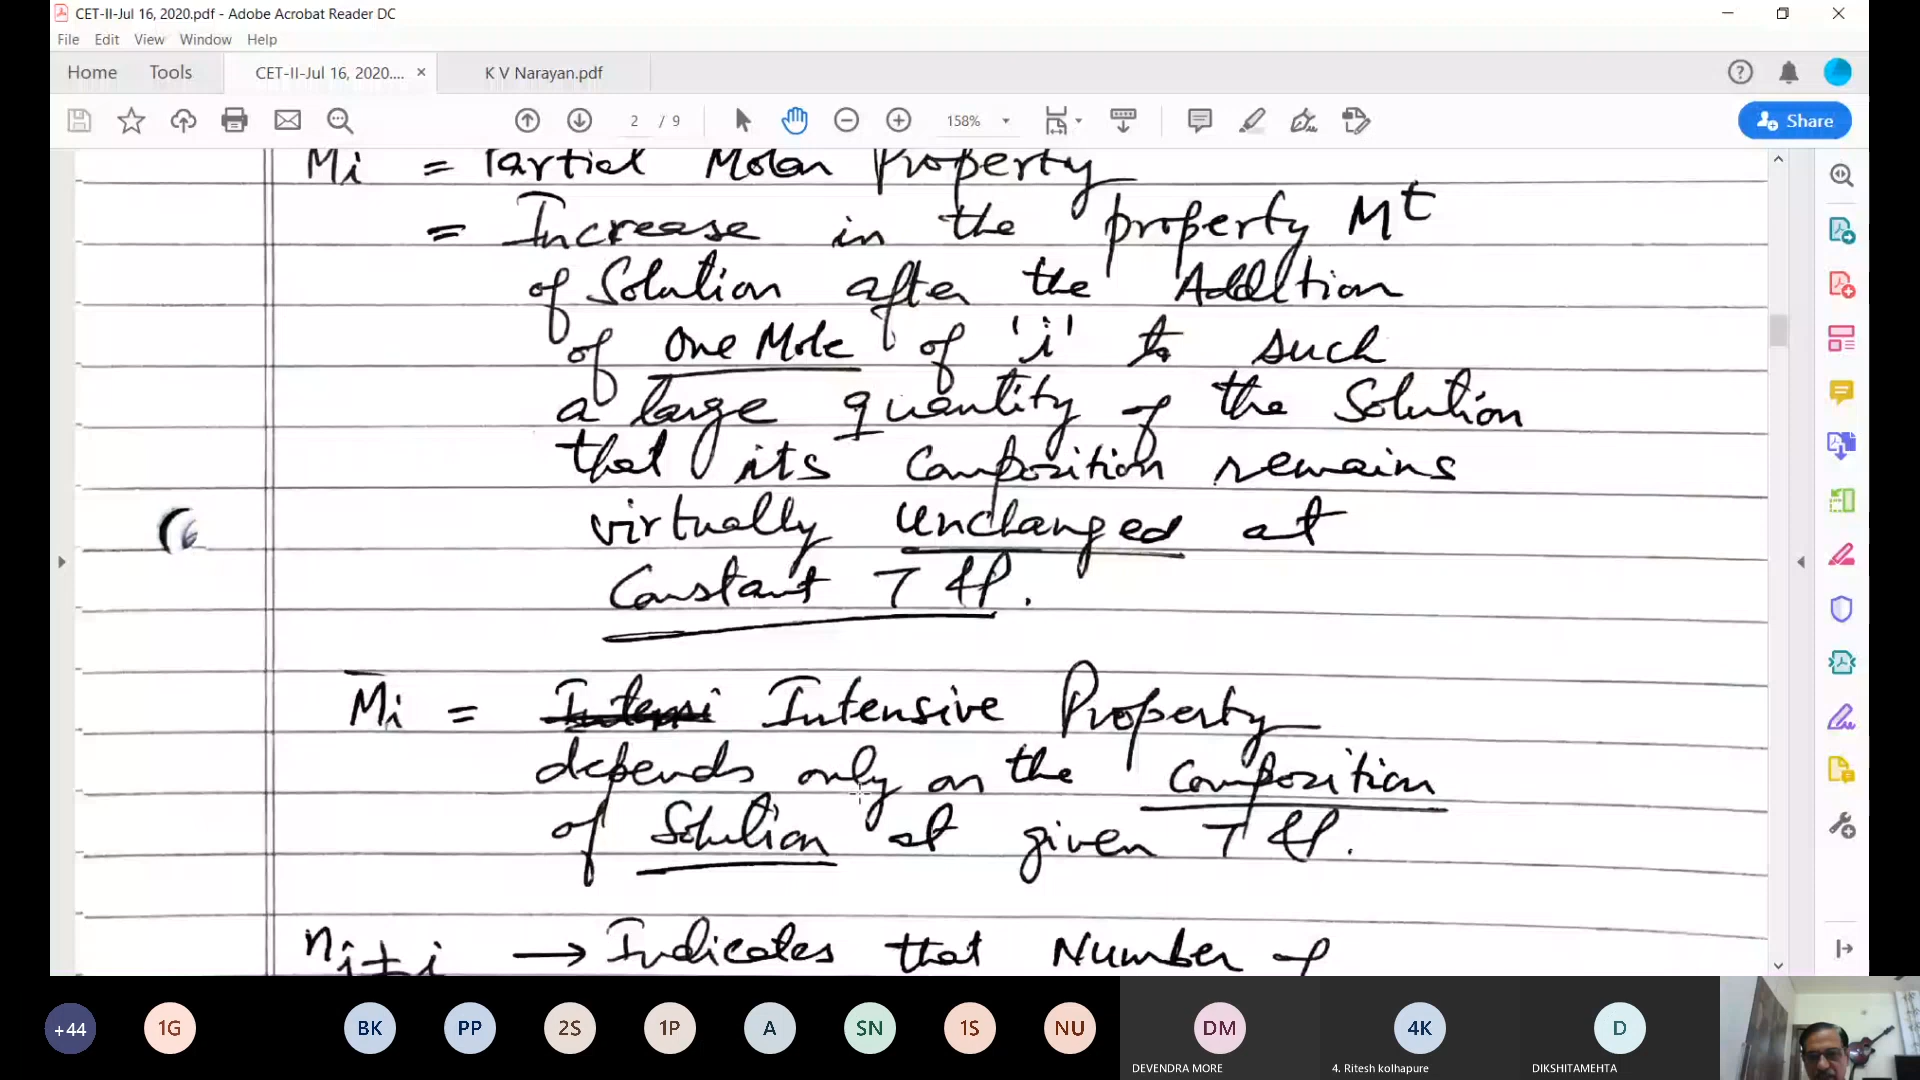 CET-II-Jul 16, 2020.pdf - Adobe Acrobat Reader DC
File Edit View Window Help
Home Tools CET-II-Jul 16, 2020.... × K V Narayan.pdf
2 / 9 158% Share
Mi = Partial Molar Property
= Increase in the property Mᵗ
of Solution after the Addition
of One Mole of 'i' to such
a large quantity of the Solution
that its Composition remains
virtually unchanged at
Constant T & P.
M̅i = Intensive Property
depends only on the Composition
of Solution at given T & P.
nj≠i → Indicates that Number of
+44 1G BK PP 2S 1P A SN 1S NU DM 4K D
DEVENDRA MORE 4. Ritesh kolhapure DIKSHITAMEHTA